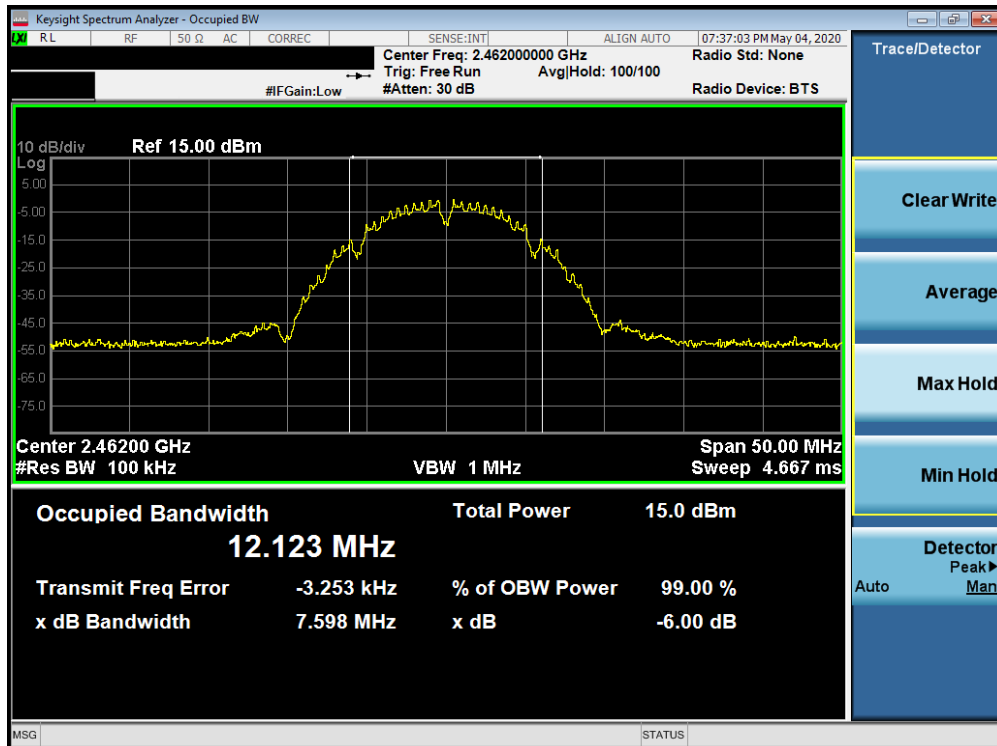 Keysight Spectrum Analyzer - Occupied BW
LXI RL RF 50 Ω AC CORREC SENSE:INT ALIGN AUTO 07:37:03 PM May 04, 2020
Center Freq: 2.462000000 GHz Radio Std: None
Trig: Free Run Avg|Hold: 100/100
#IFGain:Low #Atten: 30 dB Radio Device: BTS
10 dB/div Ref 15.00 dBm
Log
5.00
-5.00
-15.0
-25.0
-35.0
-45.0
-55.0
-65.0
-75.0
Center 2.46200 GHz Span 50.00 MHz
#Res BW 100 kHz VBW 1 MHz Sweep 4.667 ms
Occupied Bandwidth Total Power 15.0 dBm
12.123 MHz
Transmit Freq Error -3.253 kHz % of OBW Power 99.00 %
x dB Bandwidth 7.598 MHz x dB -6.00 dB
Trace/Detector
Clear Write
Average
Max Hold
Min Hold
Detector
Peak▶
Auto Man
MSG STATUS